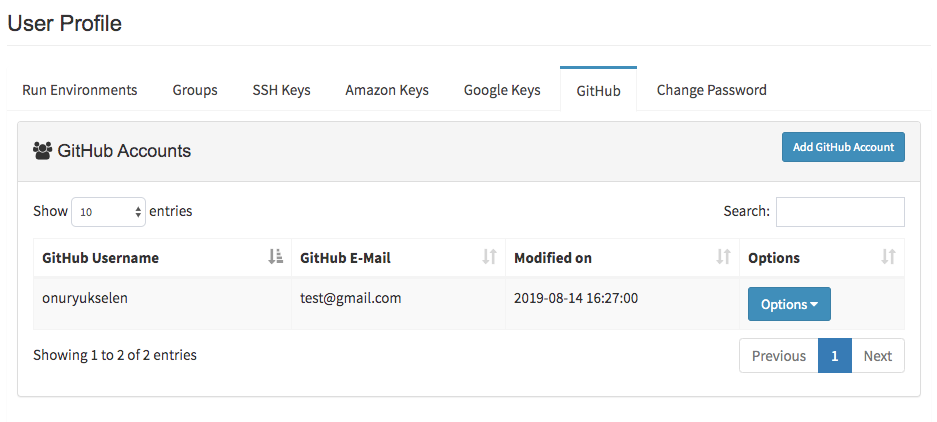 User Profile
Run Environments Groups SSH Keys Amazon Keys Google Keys GitHub Change Password
GitHub Accounts Add GitHub Account
Show 10 entries Search:
GitHub Username GitHub E-Mail Modified on Options
onuryukselen test@gmail.com 2019-08-14 16:27:00 Options
Showing 1 to 2 of 2 entries Previous 1 Next